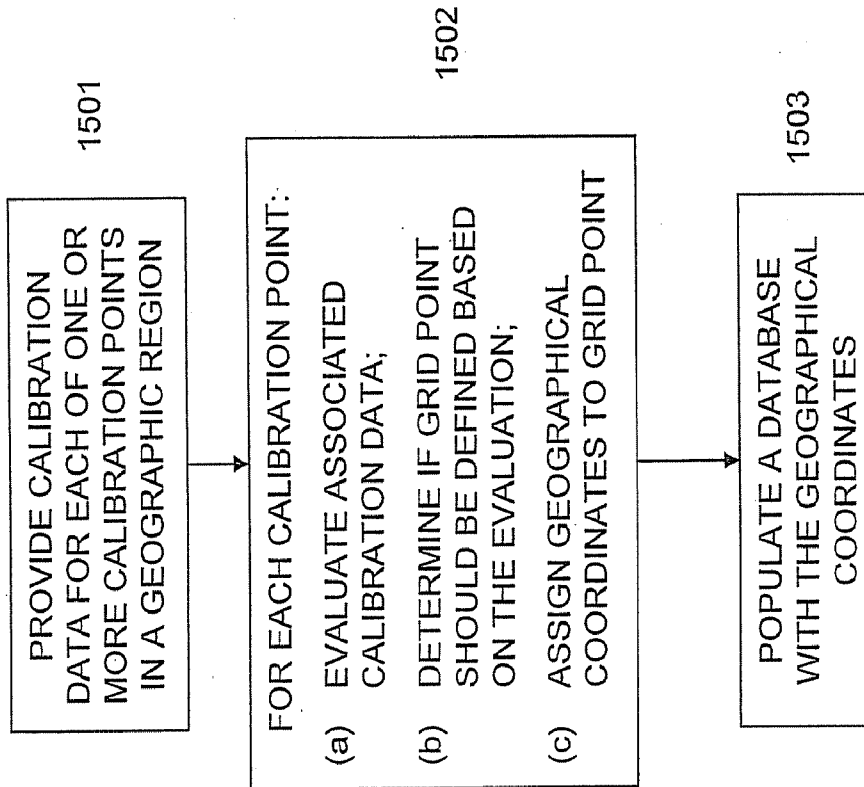 PROVIDE CALIBRATION
DATA FOR EACH OF ONE OR
MORE CALIBRATION POINTS
IN A GEOGRAPHIC REGION
1501
FOR EACH CALIBRATION POINT:
(a) EVALUATE ASSOCIATED
CALIBRATION DATA;
(b) DETERMINE IF GRID POINT
SHOULD BE DEFINED BASED
ON THE EVALUATION;
(c) ASSIGN GEOGRAPHICAL
COORDINATES TO GRID POINT
1502
POPULATE A DATABASE
WITH THE GEOGRAPHICAL
COORDINATES
1503